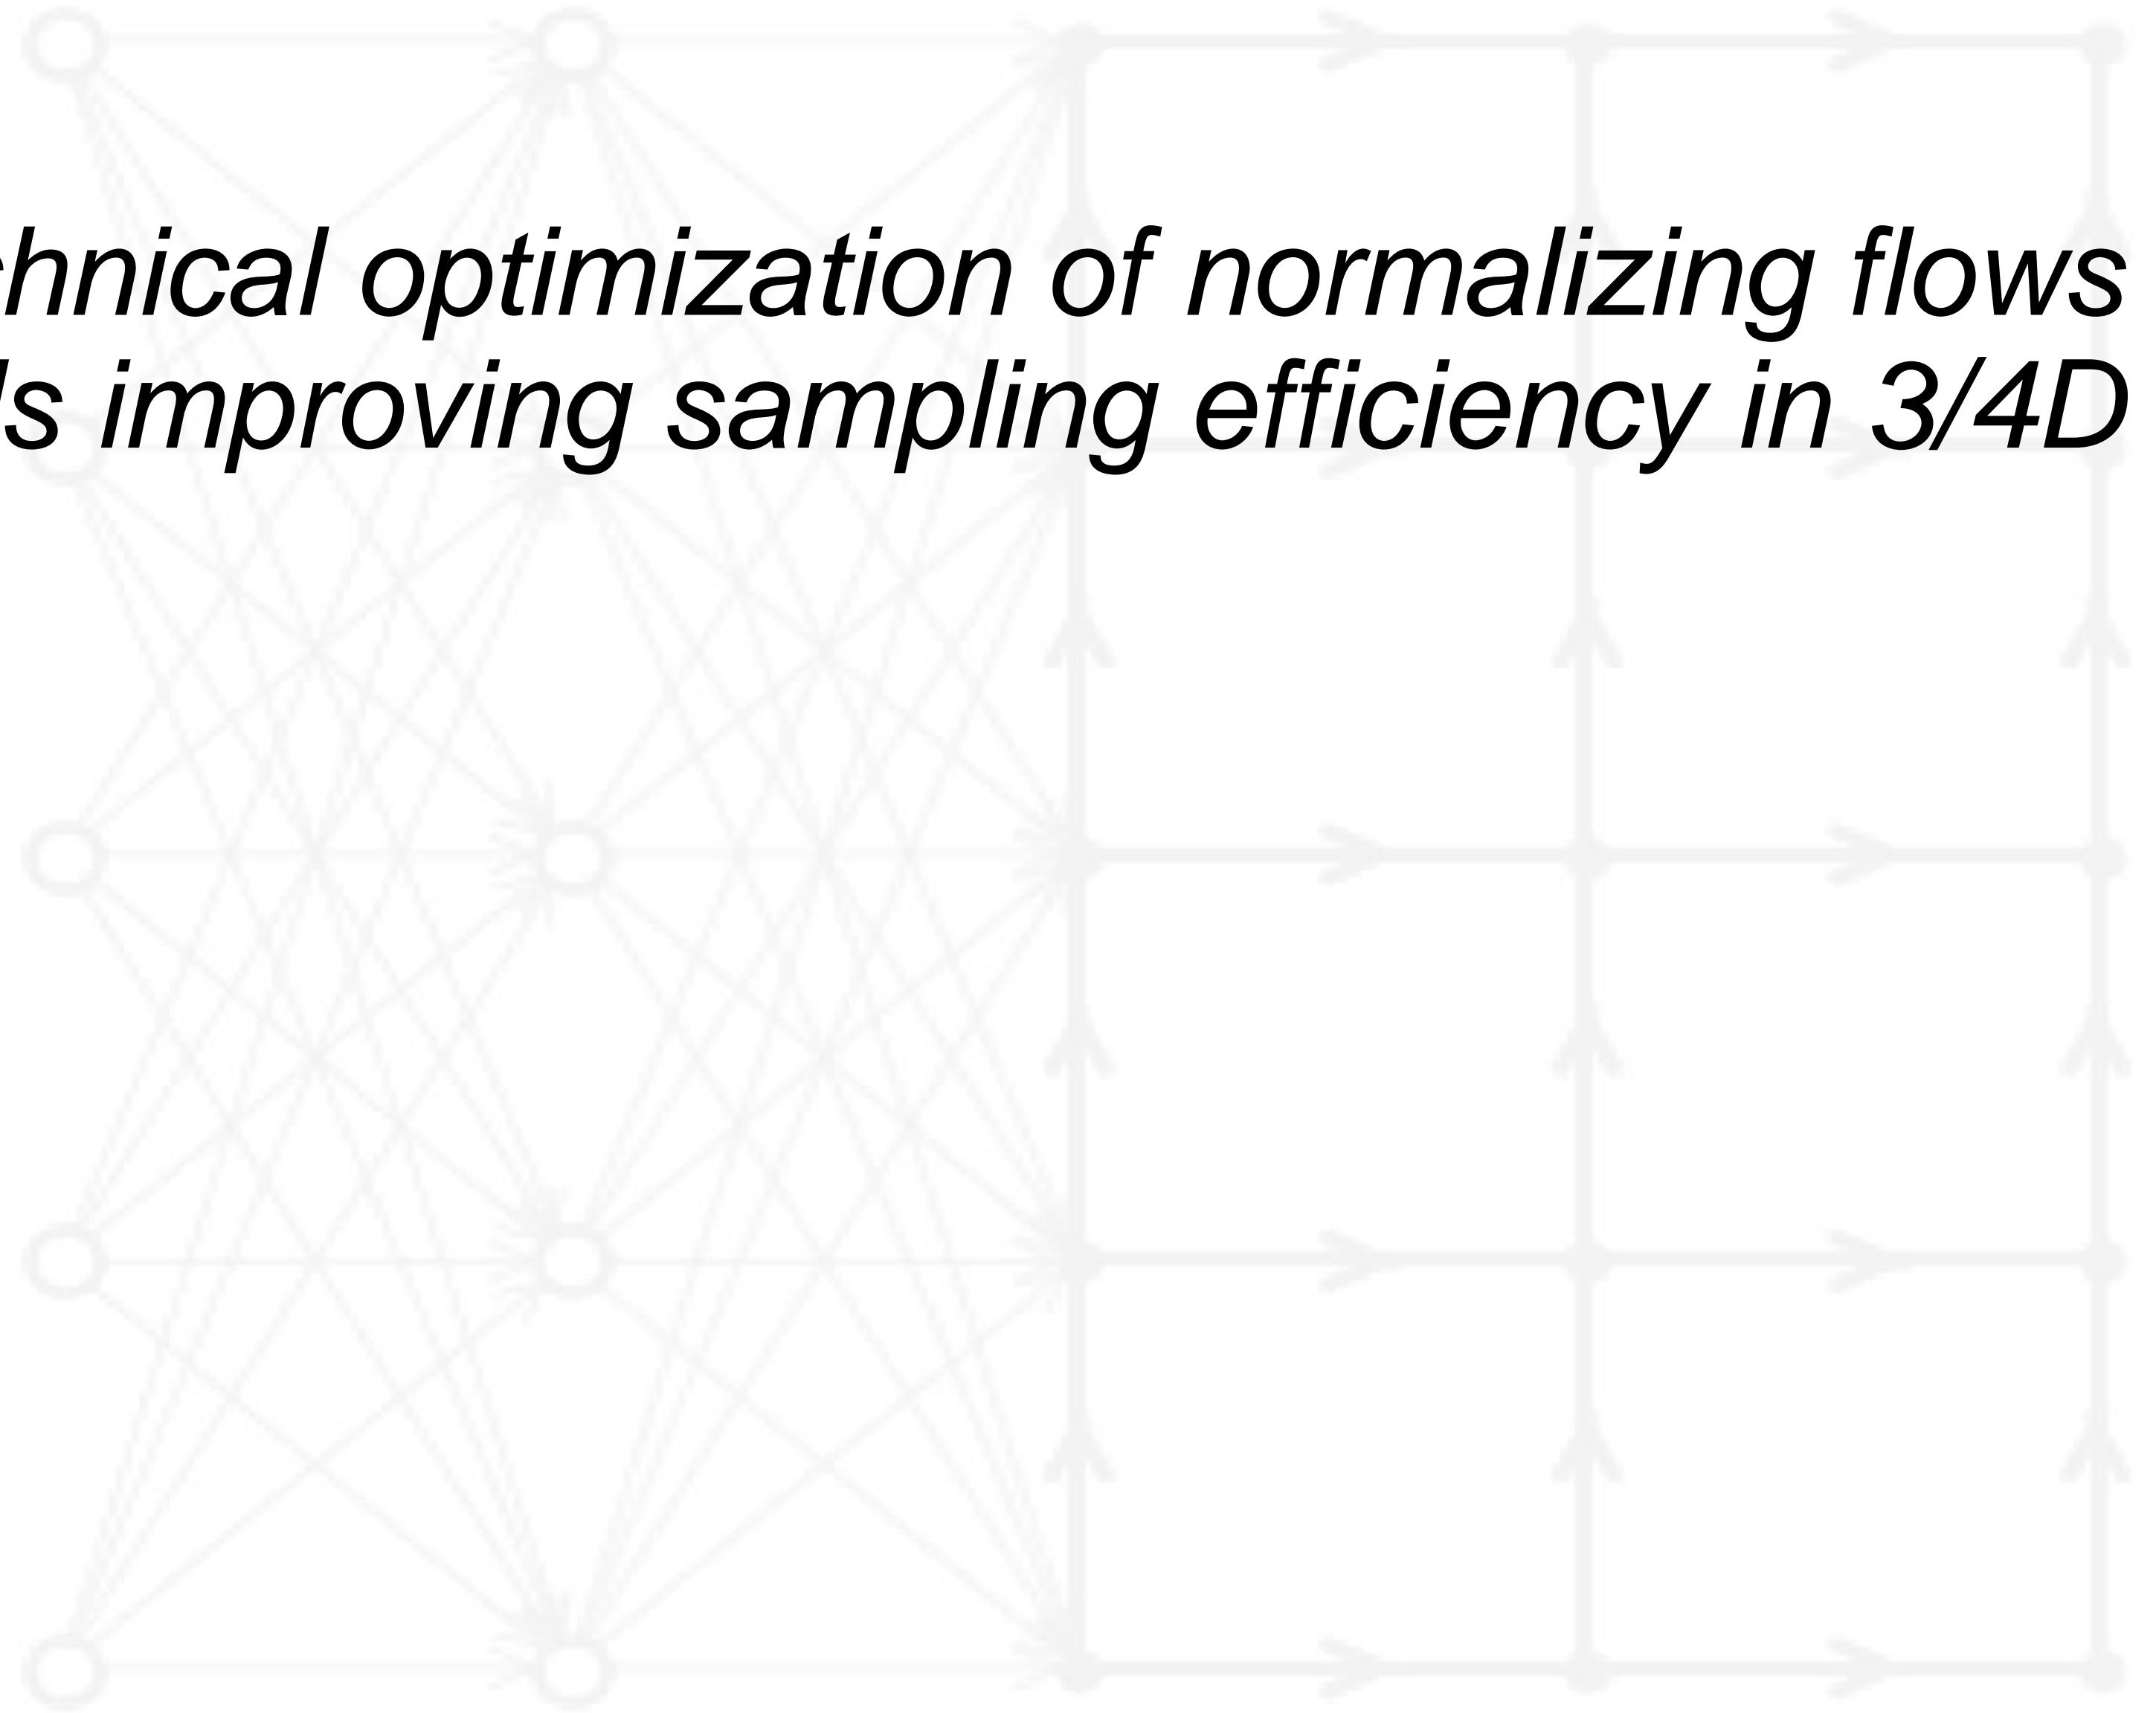 hnical optimization of normalizing flows
s improving sampling efficiency in 3/4D